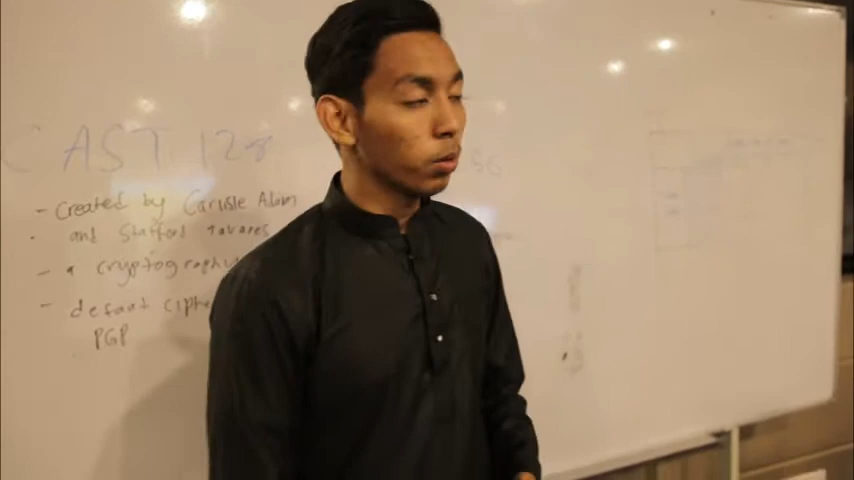 CAST 128
- Created by Carlisle Adam
and Stafford Tavares
- a cryptographic
- default ciphe
PGP